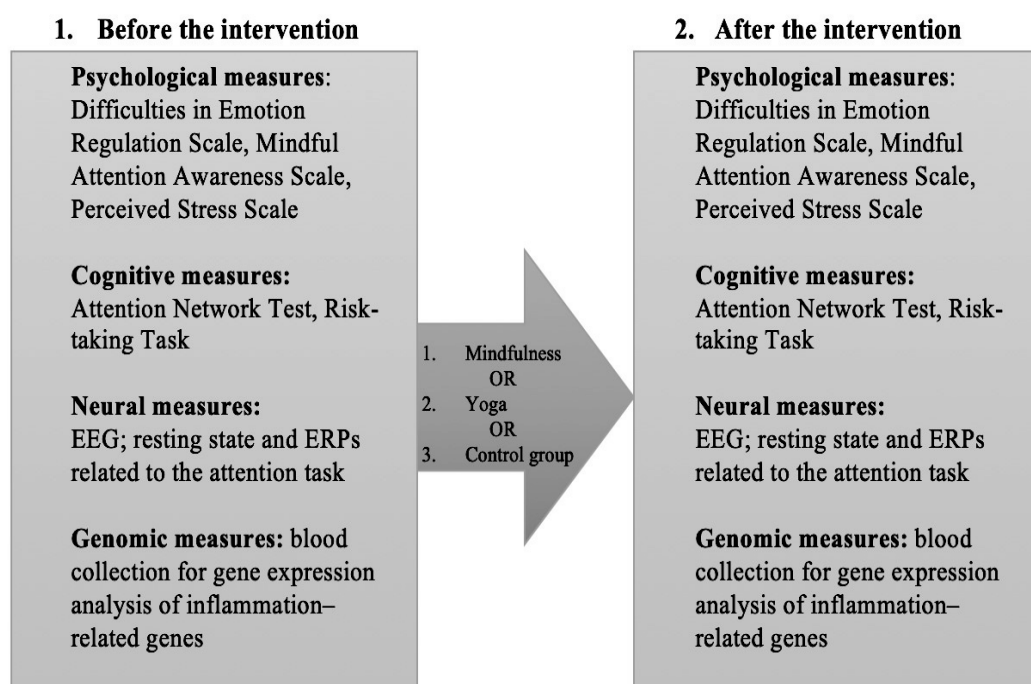 1. Before the intervention
Psychological measures:
Difficulties in Emotion
Regulation Scale, Mindful
Attention Awareness Scale,
Perceived Stress Scale
Cognitive measures:
Attention Network Test, Risk-
taking Task
Neural measures:
EEG; resting state and ERPs
related to the attention task
Genomic measures: blood
collection for gene expression
analysis of inflammation–
related genes
1. Mindfulness
OR
2. Yoga
OR
3. Control group
2. After the intervention
Psychological measures:
Difficulties in Emotion
Regulation Scale, Mindful
Attention Awareness Scale,
Perceived Stress Scale
Cognitive measures:
Attention Network Test, Risk-
taking Task
Neural measures:
EEG; resting state and ERPs
related to the attention task
Genomic measures: blood
collection for gene expression
analysis of inflammation–
related genes